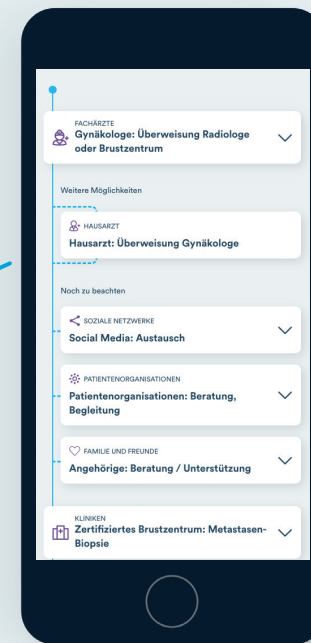 FACHÄRZTE
Gynäkologe: Überweisung Radiologe
oder Brustzentrum
Weitere Möglichkeiten
HAUSARZT
Hausarzt: Überweisung Gynäkologe
Noch zu beachten
SOZIALE NETZWERKE
Social Media: Austausch
PATIENTENORGANISATIONEN
Patientenorganisationen: Beratung,
Begleitung
FAMILIE UND FREUNDE
Angehörige: Beratung / Unterstützung
KLINIKEN
Zertifiziertes Brustzentrum: Metastasen-
Biopsie